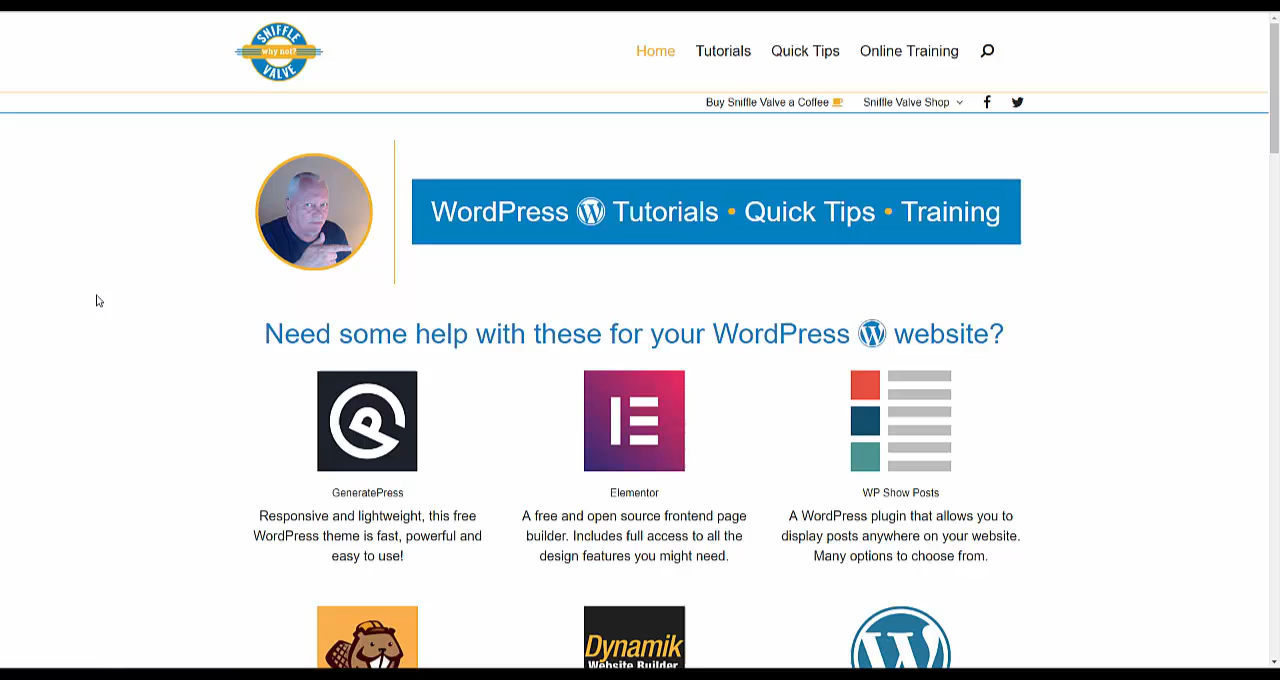 SNIFFLE
why not?
VALVE
Home Tutorials Quick Tips Online Training
Buy Sniffle Valve a Coffee Sniffle Valve Shop
WordPress Tutorials • Quick Tips • Training
Need some help with these for your WordPress website?
GeneratePress
Responsive and lightweight, this free
WordPress theme is fast, powerful and
easy to use!
Elementor
A free and open source frontend page
builder. Includes full access to all the
design features you might need.
WP Show Posts
A WordPress plugin that allows you to
display posts anywhere on your website.
Many options to choose from.
Dynamik
Website Builder